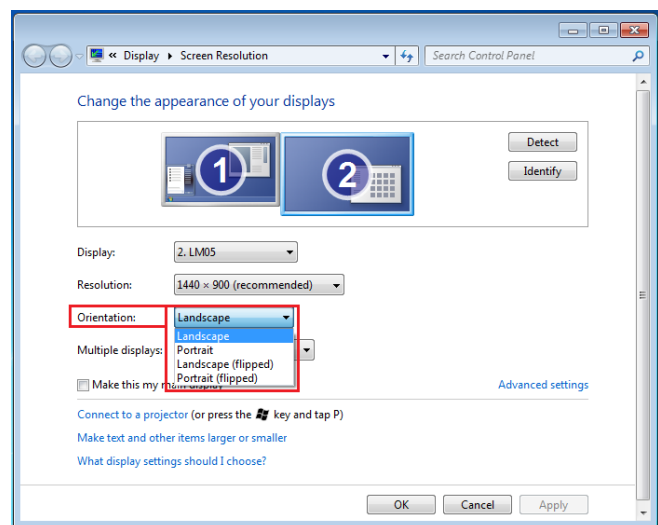 « Display ▸ Screen Resolution Search Control Panel
Change the appearance of your displays
1 2
Detect
Identify
Display: 2. LM05
Resolution: 1440 × 900 (recommended)
Orientation: Landscape
Landscape
Portrait
Multiple displays:
Landscape (flipped)
Portrait (flipped)
Make this my main display Advanced settings
Connect to a projector (or press the key and tap P)
Make text and other items larger or smaller
What display settings should I choose?
OK Cancel Apply